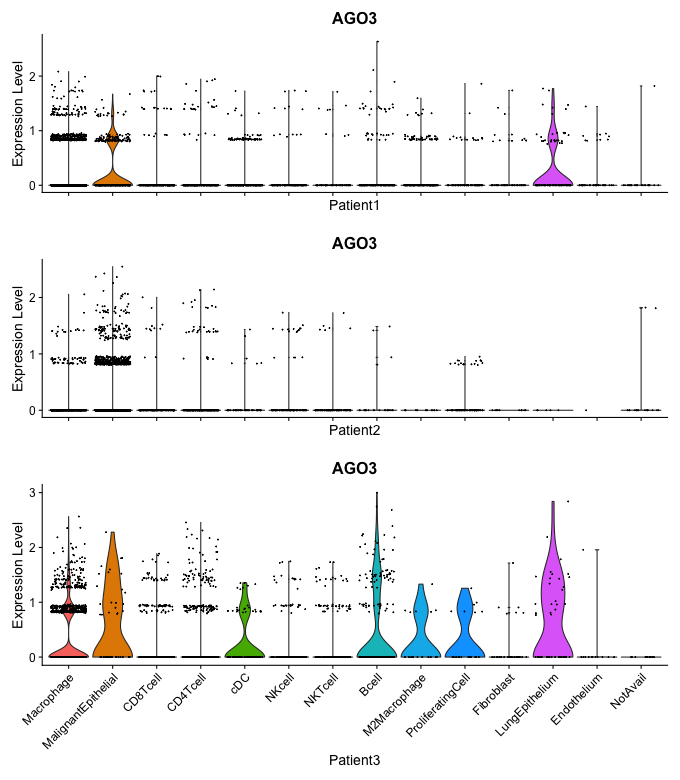 AGO3
Expression Level
2
1
0
Patient1
AGO3
Expression Level
2
1
0
Patient2
AGO3
Expression Level
3
2
1
0
Macrophage
MalignantEpithelial
CD8Tcell
CD4Tcell
cDC
NKcell
NKTcell
Bcell
M2Macrophage
ProliferatingCell
Fibroblast
LungEpithelium
Endothelium
NotAvail
Patient3